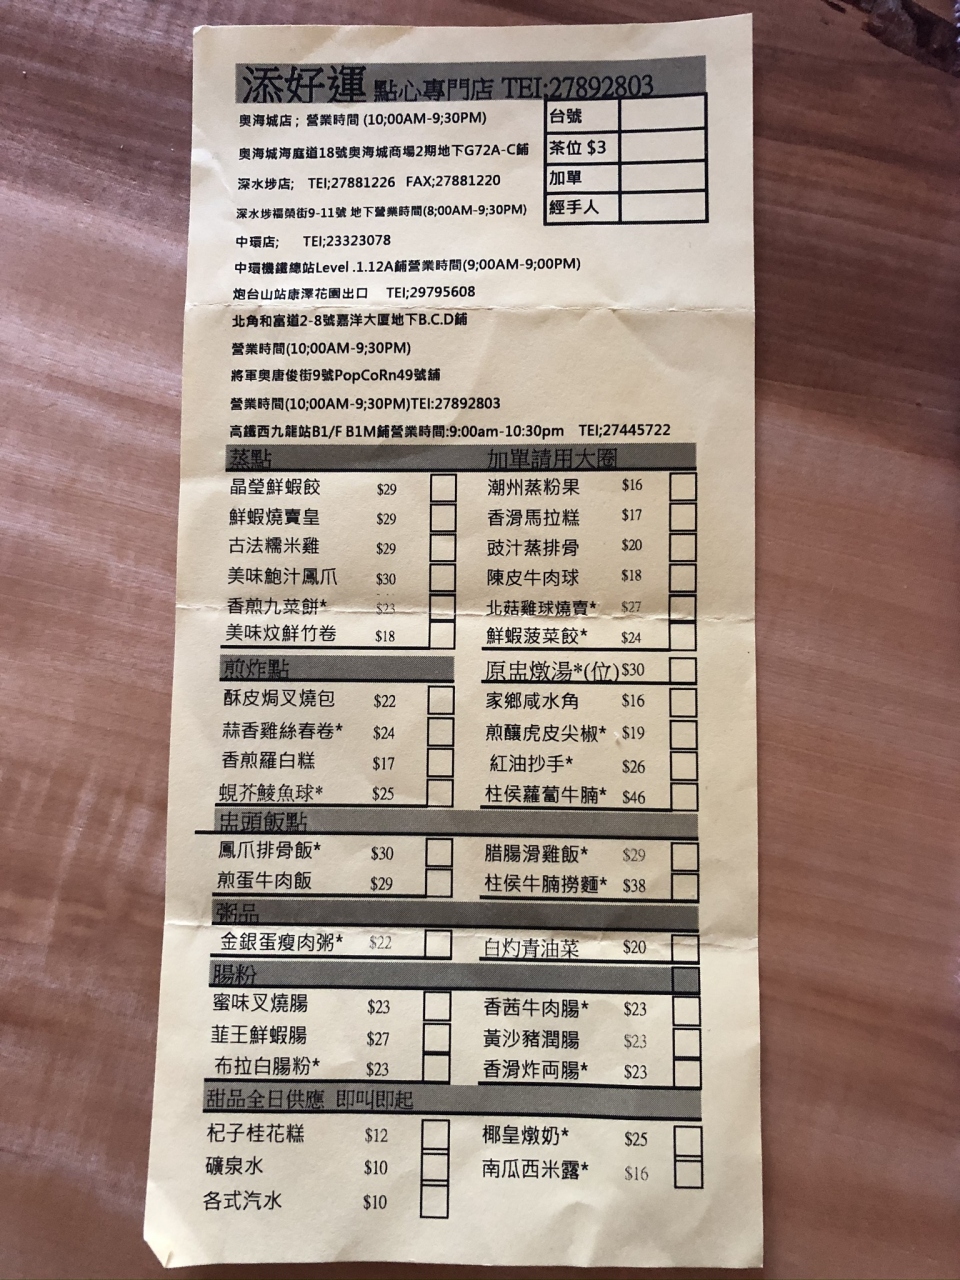 添好運 點心專門店 TEI;27892803
奧海城店；營業時間 (10;00AM-9;30PM)
台號
奧海城海庭道18號奧海城商場2期地下G72A-C鋪
茶位 $3
深水埗店； TEI;27881226 FAX;27881220
加單
深水埗福榮街9-11號 地下營業時間(8;00AM-9;30PM)
經手人
中環店； TEI;23323078
中環機鐵總站Level .1.12A鋪營業時間(9;00AM-9;00PM)
炮台山站康澤花園出口 TEI;29795608
北角和富道2-8號嘉洋大厦地下B.C.D鋪
營業時間(10;00AM-9;30PM)
將軍奧唐俊街9號PopCoRn49號舖
營業時間(10;00AM-9;30PM)TEI:27892803
高鐵西九龍站B1/F B1M鋪營業時間:9:00am-10:30pm TEI;27445722
蒸點 加單請用大圈
晶瑩鮮蝦餃 $29 潮州蒸粉果 $16
鮮蝦燒賣皇 $29 香滑馬拉糕 $17
古法糯米雞 $29 豉汁蒸排骨 $20
美味鮑汁鳳爪 $30 陳皮牛肉球 $18
香煎九菜餅* $23 北菇雞球燒賣* $27
美味炆鮮竹卷 $18 鮮蝦菠菜餃* $24
煎炸點 原盅燉湯*(位) $30
酥皮焗叉燒包 $22 家鄉咸水角 $16
蒜香雞絲春卷* $24 煎釀虎皮尖椒* $19
香煎羅白糕 $17 紅油抄手* $26
蜆芥鯪魚球* $25 柱侯蘿蔔牛腩* $46
盅頭飯點
鳳爪排骨飯* $30 腊腸滑雞飯* $29
煎蛋牛肉飯 $29 柱侯牛腩撈麵* $38
粥品
金銀蛋瘦肉粥* $22 白灼青油菜 $20
腸粉
蜜味叉燒腸 $23 香茜牛肉腸* $23
韮王鮮蝦腸 $27 黃沙豬潤腸 $23
布拉白腸粉* $23 香滑炸両腸* $23
甜品全日供應 即叫即起
杞子桂花糕 $12 椰皇燉奶* $25
礦泉水 $10 南瓜西米露* $16
各式汽水 $10